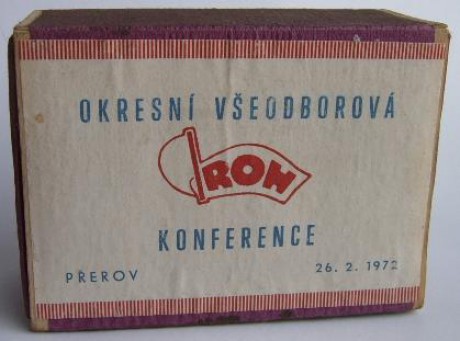 OKRESNÍ VŠEODBOROVÁ
ROH
KONFERENCE
PŘEROV 26. 2. 1972